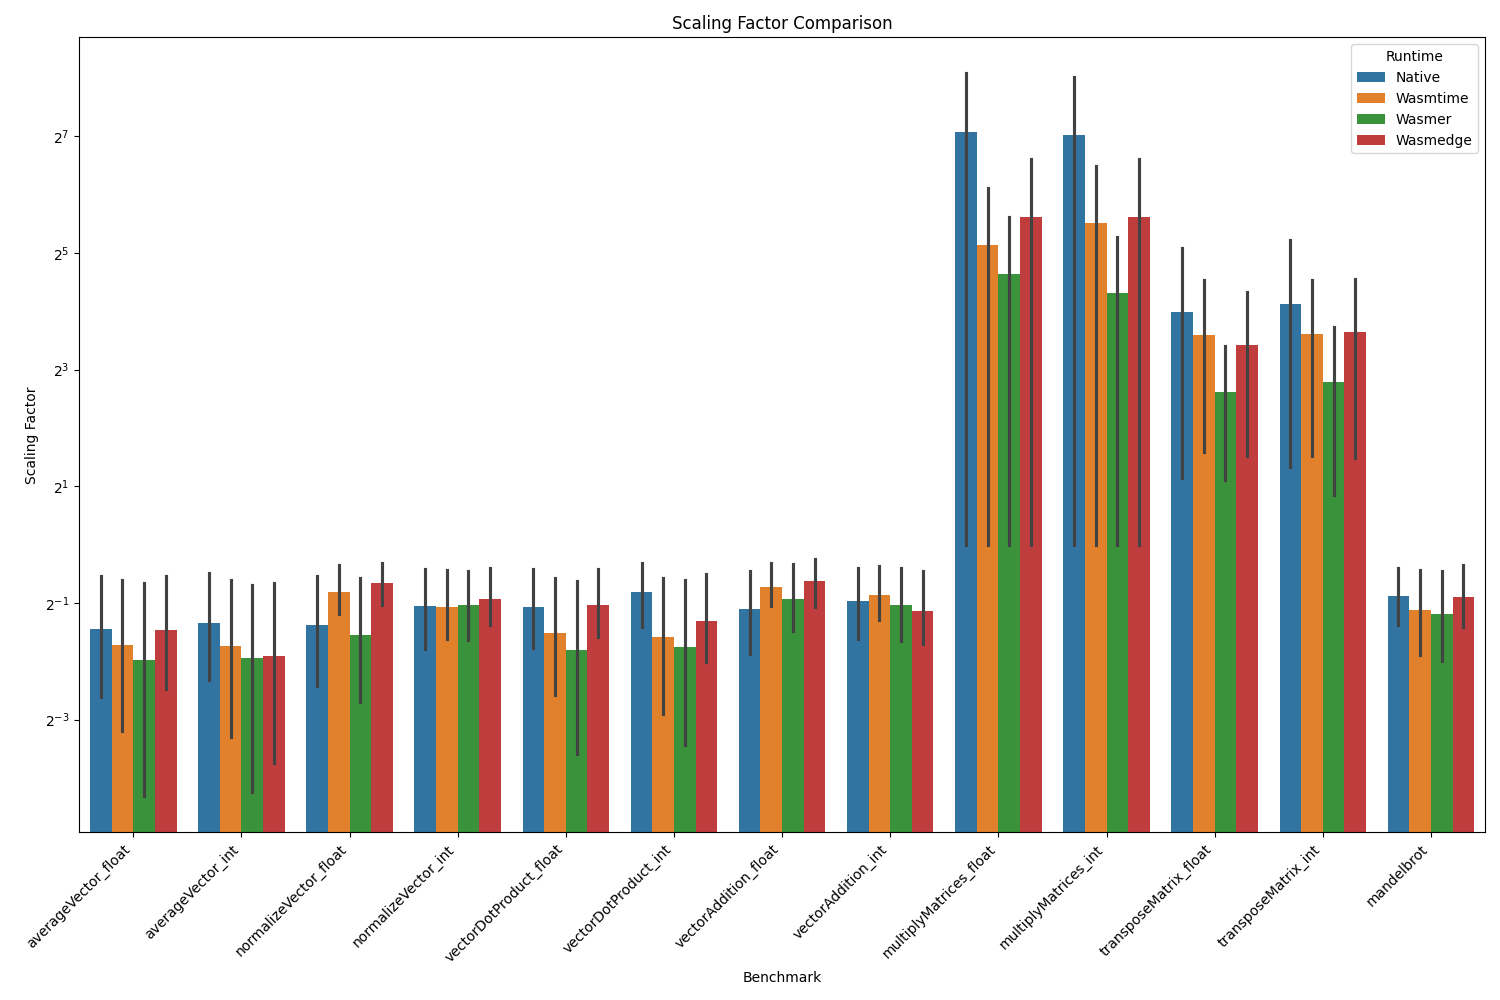 Scaling Factor Comparison
Runtime
Native
Wasmtime
Wasmer
Wasmedge
Scaling Factor
2^7
2^5
2^3
2^1
2^−1
2^−3
averageVector_float
averageVector_int
normalizeVector_float
normalizeVector_int
vectorDotProduct_float
vectorDotProduct_int
vectorAddition_float
vectorAddition_int
multiplyMatrices_float
multiplyMatrices_int
transposeMatrix_float
transposeMatrix_int
mandelbrot
Benchmark